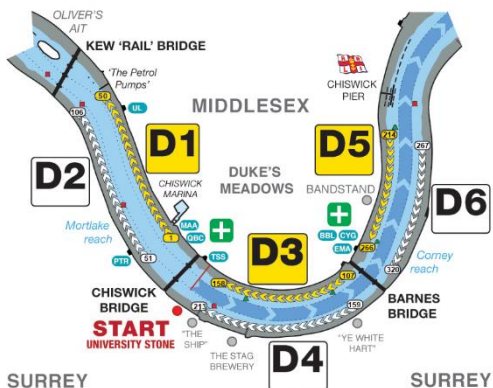 OLIVER'S
AIT
KEW 'RAIL' BRIDGE
'The Petrol
Pumps'
50
UL
106
D1
D2
MIDDLESEX
CHISWICK
PIER
214
267
D5
D6
DUKE'S
MEADOWS
BANDSTAND
CHISWICK
MARINA
MAA
QBC
1
TSS
BBL
CYG
EMA
266
Mortlake
reach
PTR
51
D3
158
107
Corney
reach
320
CHISWICK
BRIDGE
213
159
BARNES
BRIDGE
START
UNIVERSITY STONE
"THE
SHIP"
THE STAG
BREWERY
D4
"YE WHITE
HART"
SURREY
SURREY